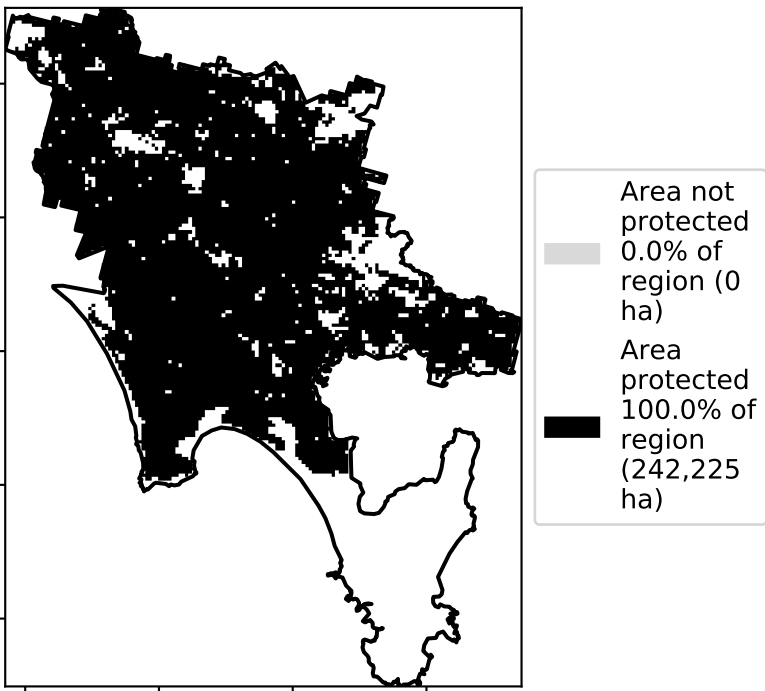 Area not
protected
0.0% of
region (0
ha)
Area
protected
100.0% of
region
(242,225
ha)